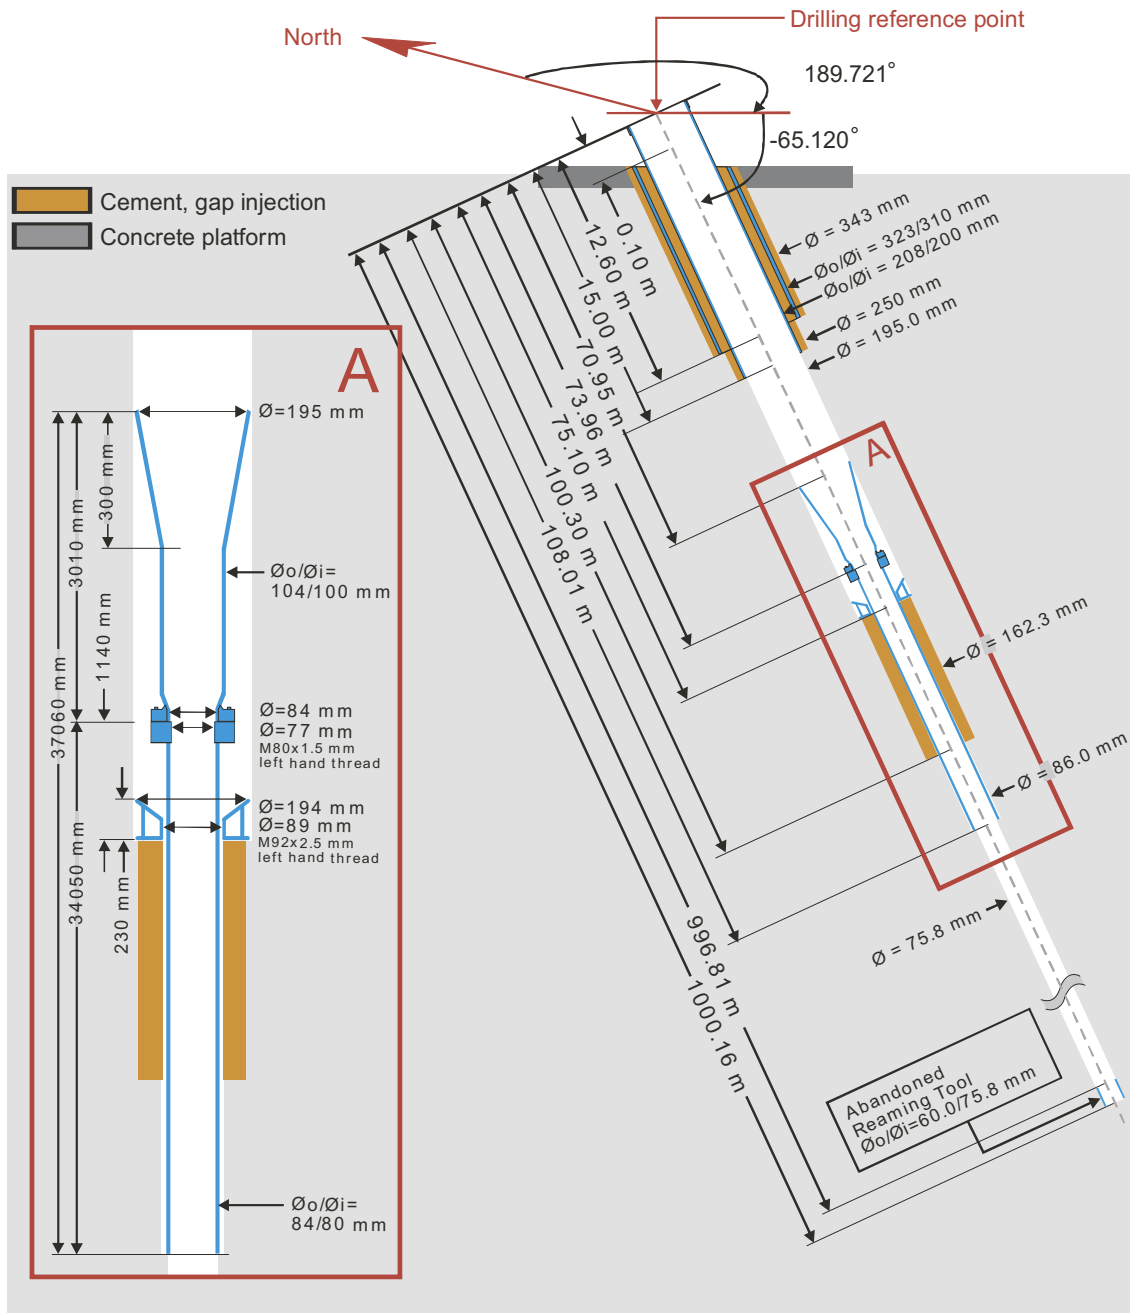 Drilling reference point
North
189.721°
-65.120°
Cement, gap injection
Concrete platform
0.10 m
12.60 m
15.00 m
70.95 m
73.96 m
75.10 m
100.30 m
108.01 m
996.81 m
1000.16 m
Ø = 343 mm
Øo/Øi = 323/310 mm
Øo/Øi = 208/200 mm
Ø = 250 mm
Ø = 195.0 mm
A
Ø = 162.3 mm
Ø = 86.0 mm
Ø = 75.8 mm
Abandoned
Reaming Tool
Øo/Øi=60.0/75.8 mm
A
Ø=195 mm
300 mm
3010 mm
Øo/Øi=
104/100 mm
1140 mm
37060 mm
Ø=84 mm
Ø=77 mm
M80x1.5 mm
left hand thread
Ø=194 mm
Ø=89 mm
M92x2.5 mm
left hand thread
34050 mm
230 mm
Øo/Øi=
84/80 mm